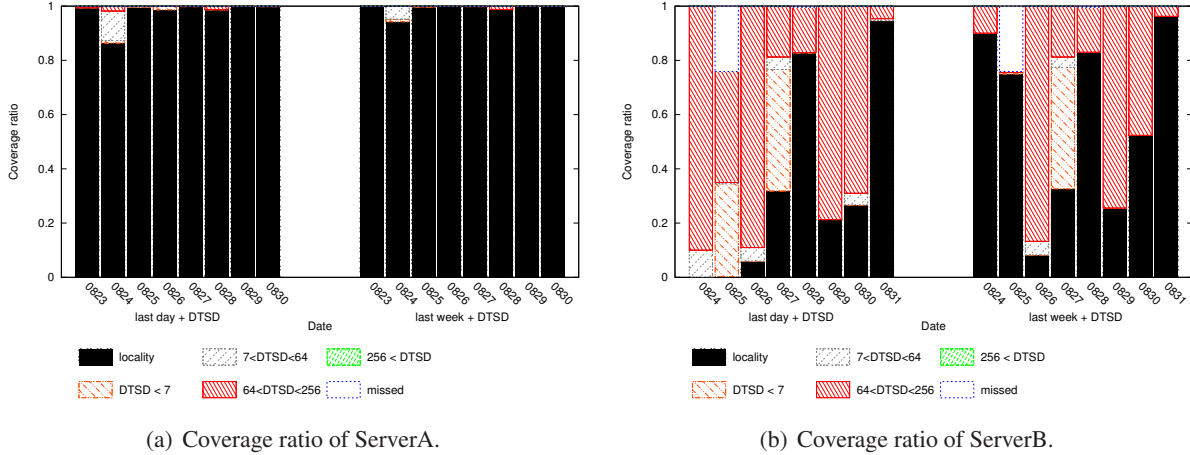 1
0.8
0.6
0.4
0.2
0
Coverage ratio
0823
0824
0825
0826
0827
0828
0829
0830
0823
0824
0825
0826
0827
0828
0829
0830
last day + DTSD
last week + DTSD
Date
locality
7<DTSD<64
256 < DTSD
DTSD < 7
64<DTSD<256
missed
(a) Coverage ratio of ServerA.
1
0.8
0.6
0.4
0.2
0
Coverage ratio
0824
0825
0826
0827
0828
0829
0830
0831
0824
0825
0826
0827
0828
0829
0830
0831
last day + DTSD
last week + DTSD
Date
locality
7<DTSD<64
256 < DTSD
DTSD < 7
64<DTSD<256
missed
(b) Coverage ratio of ServerB.